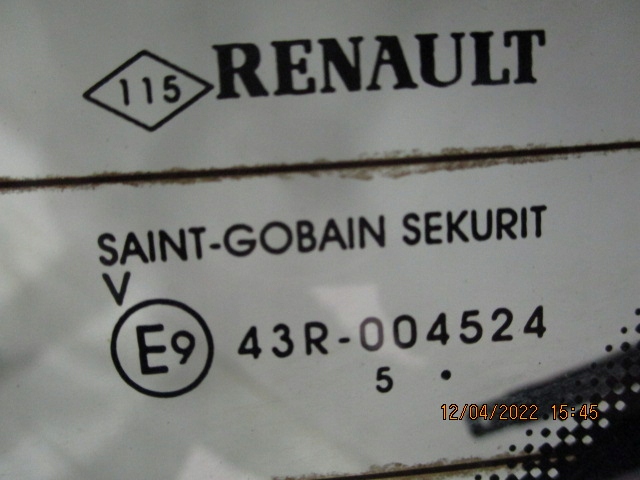 115 RENAULT
SAINT-GOBAIN SEKURIT
V
E9 43R-004524
5 .
12/04/2022 15:45